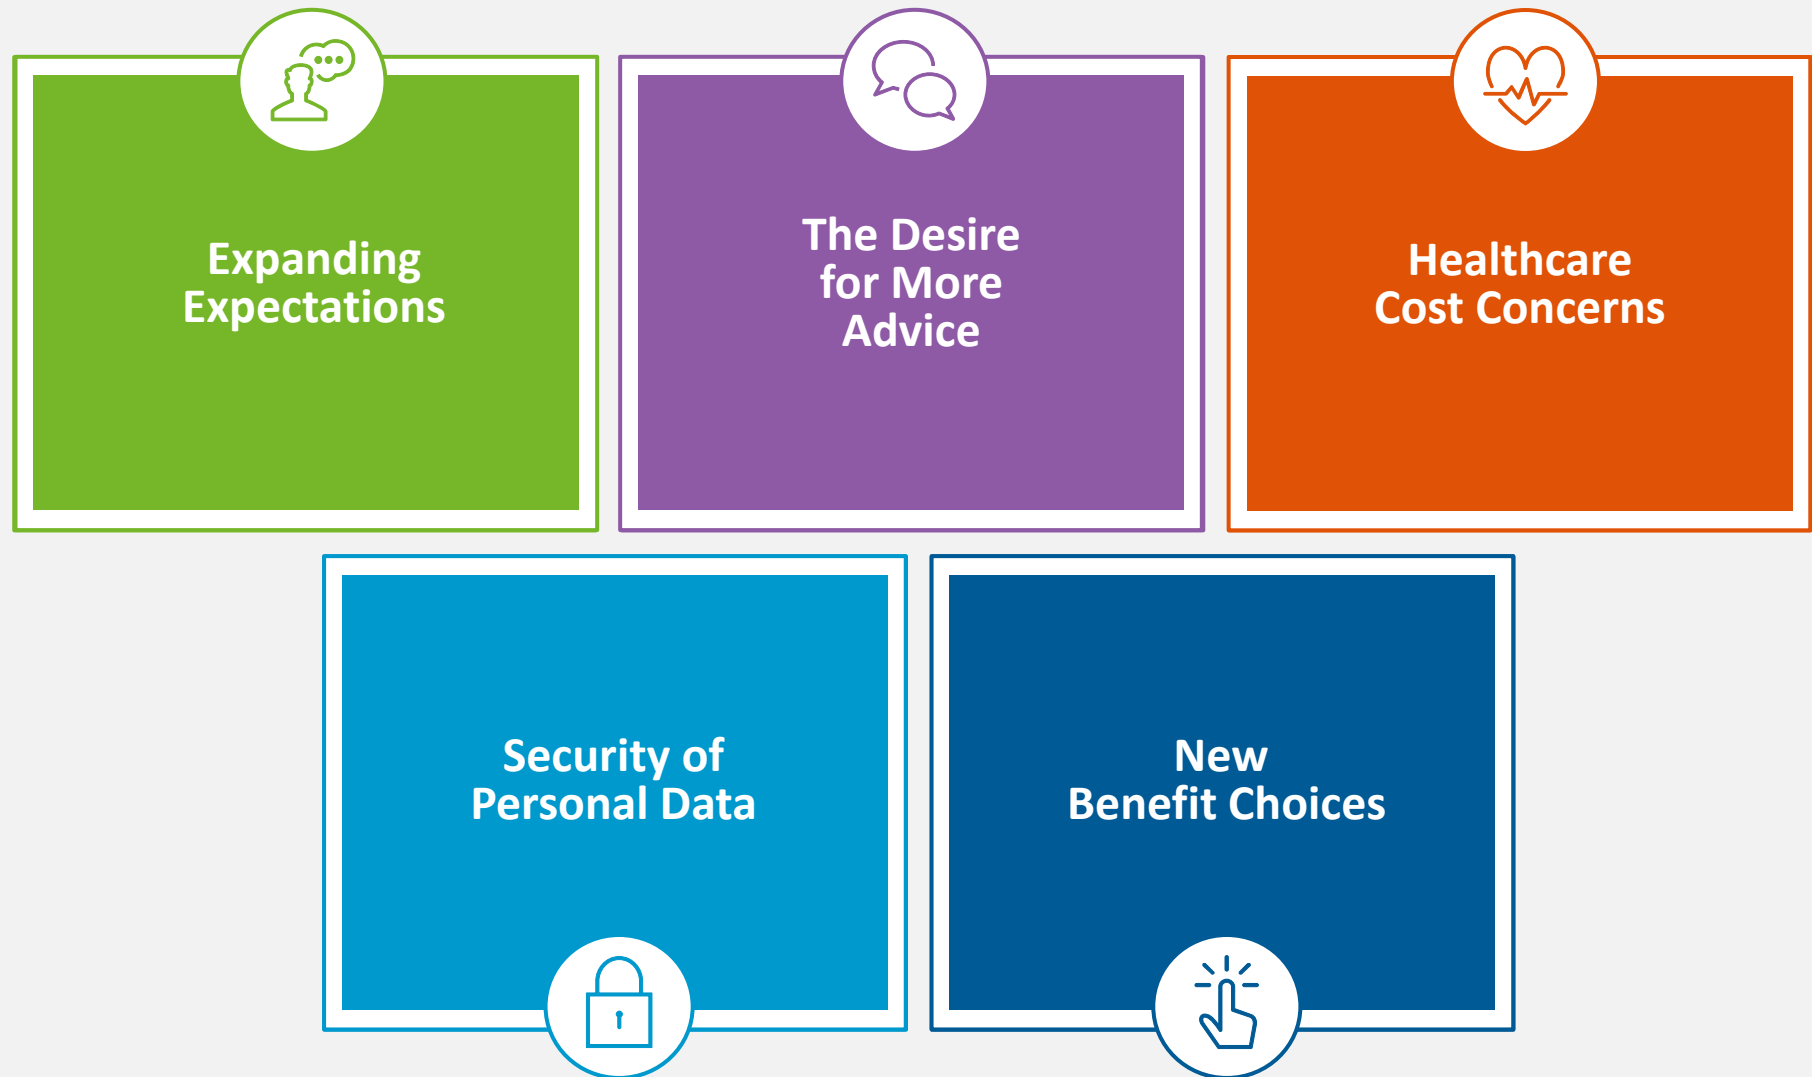 Expanding
Expectations
The Desire
for More
Advice
Healthcare
Cost Concerns
Security of
Personal Data
New
Benefit Choices